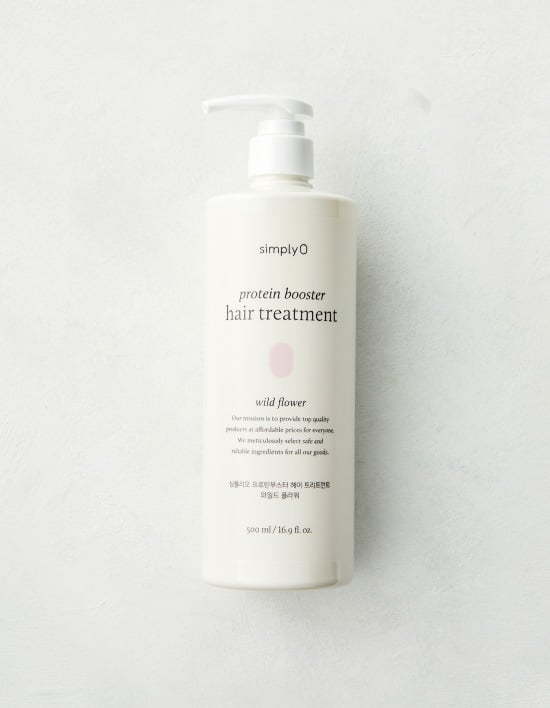 simplyO
protein booster
hair treatment
wild flower
Our mission is to provide top quality
products at affordable prices for everyone.
We meticulously select safe and
reliable ingredients for all our goods.
심플리오 프로틴부스터 헤어 트리트먼트
와일드 플라워
500 ml / 16.9 fl. oz.